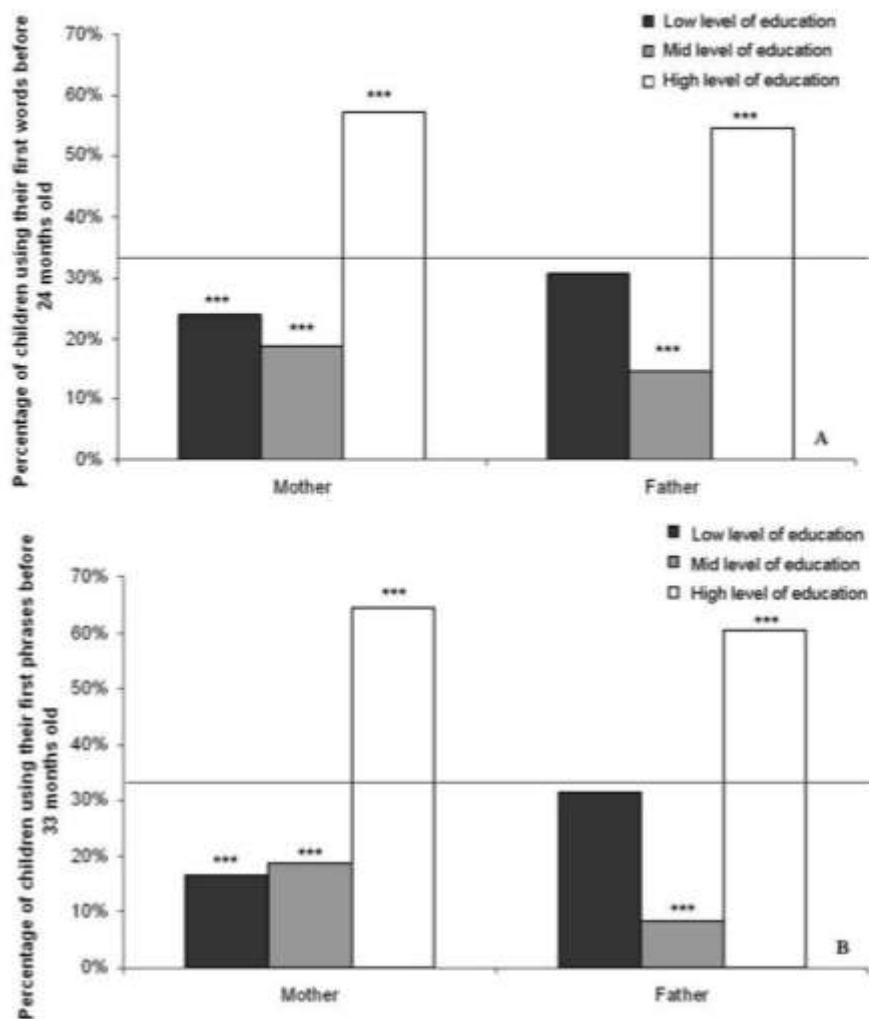 Low level of education
Mid level of education
High level of education
Percentage of children using their first words before
24 months old
70%
60%
50%
40%
30%
20%
10%
0%
***
***
***
***
***
Mother
Father
A
Low level of education
Mid level of education
High level of education
Percentage of children using their first phrases before
33 months old
70%
60%
50%
40%
30%
20%
10%
0%
***
***
***
***
***
Mother
Father
B